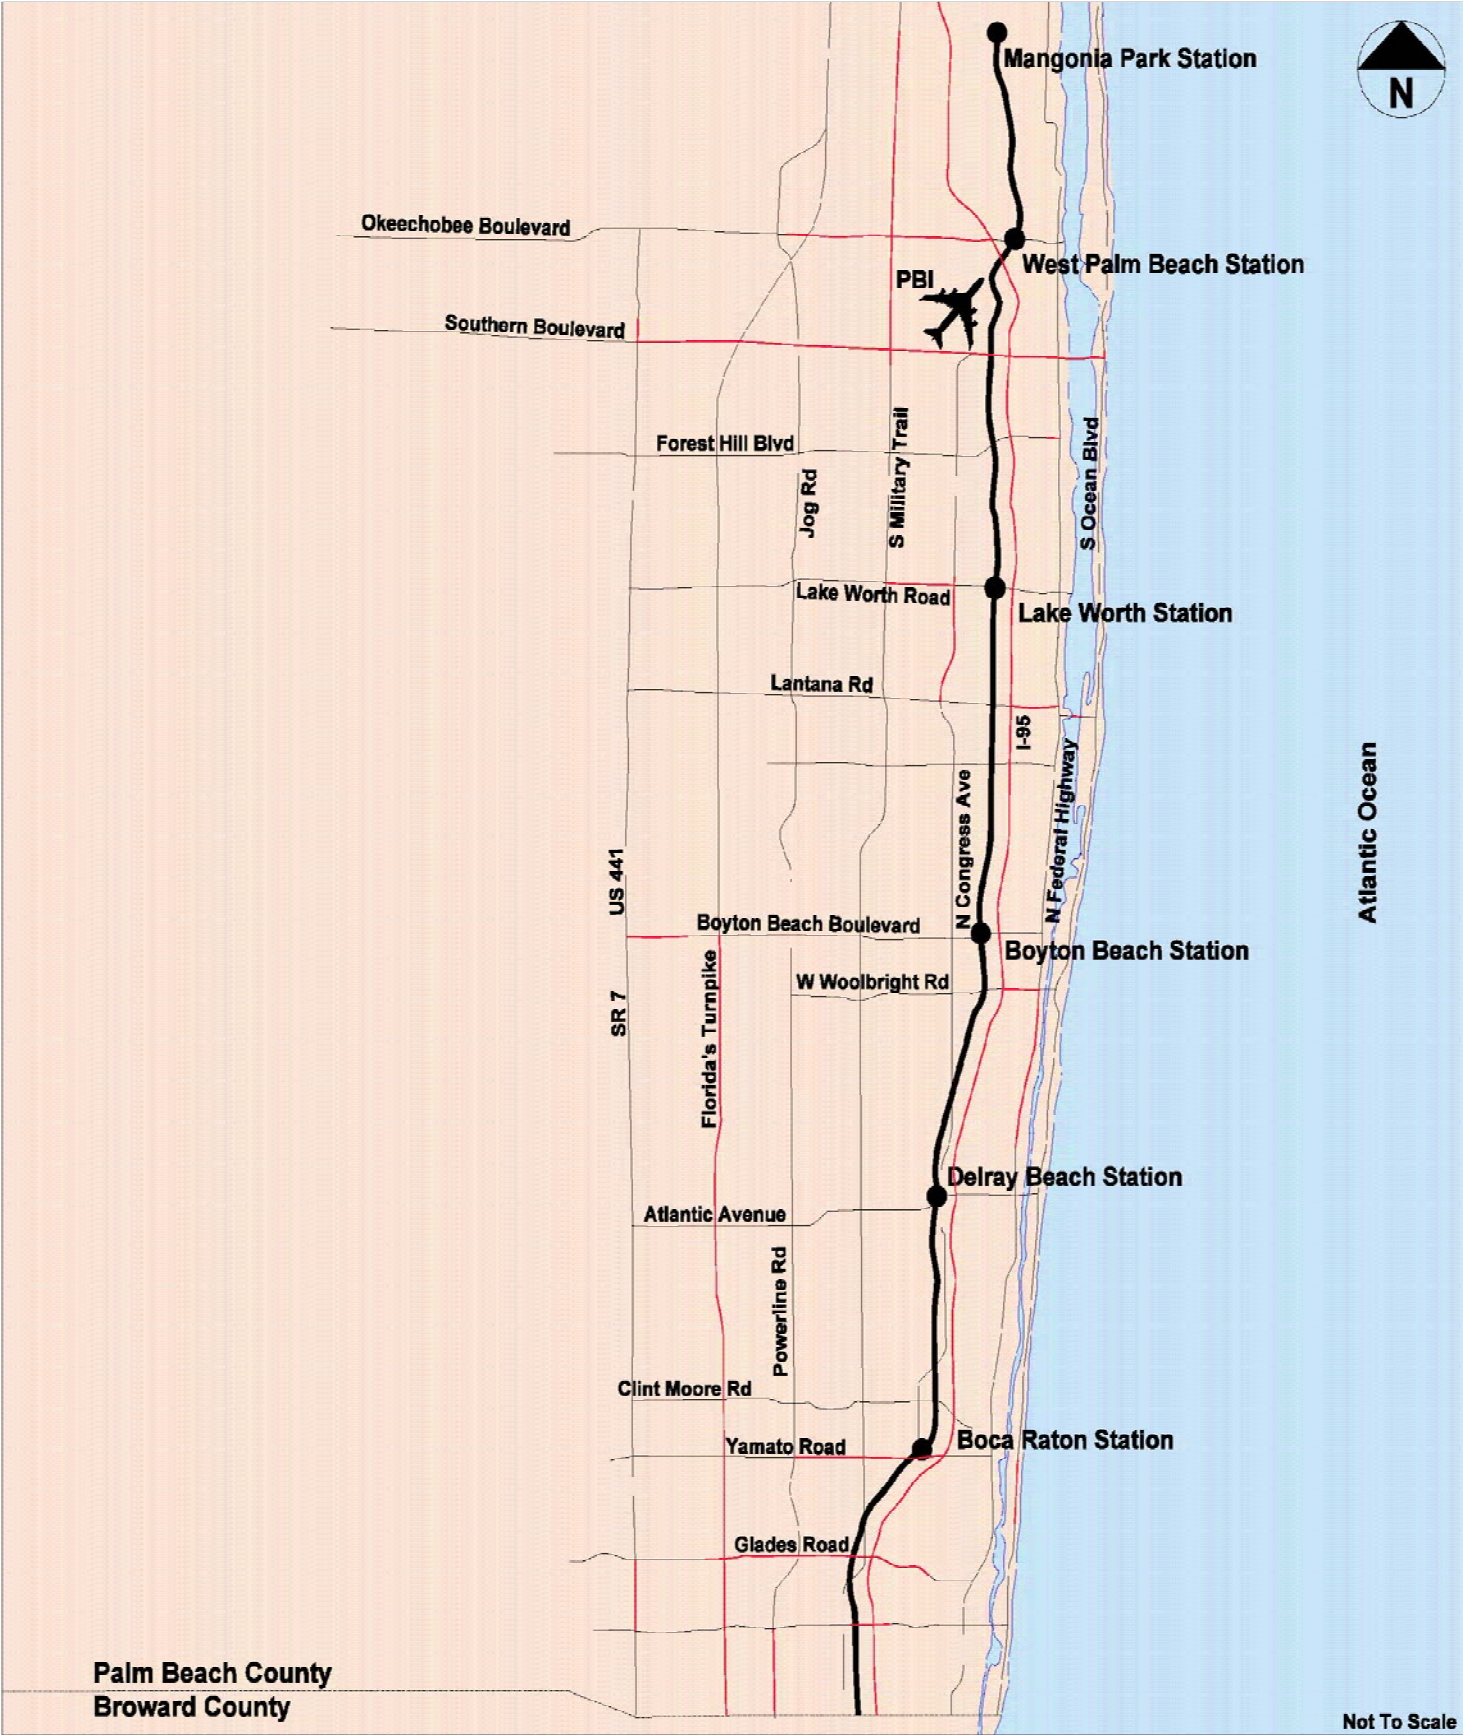 Mangonia Park Station
N
Okeechobee Boulevard
West Palm Beach Station
PBI
Southern Boulevard
Forest Hill Blvd
Jog Rd
S Military Trail
S Ocean Blvd
Lake Worth Road
Lake Worth Station
Lantana Rd
I-95
N Federal Highway
N Congress Ave
Atlantic Ocean
US 441
Boyton Beach Boulevard
Boyton Beach Station
W Woolbright Rd
SR 7
Florida's Turnpike
Delray Beach Station
Atlantic Avenue
Powerline Rd
Clint Moore Rd
Yamato Road
Boca Raton Station
Glades Road
Palm Beach County
Broward County
Not To Scale